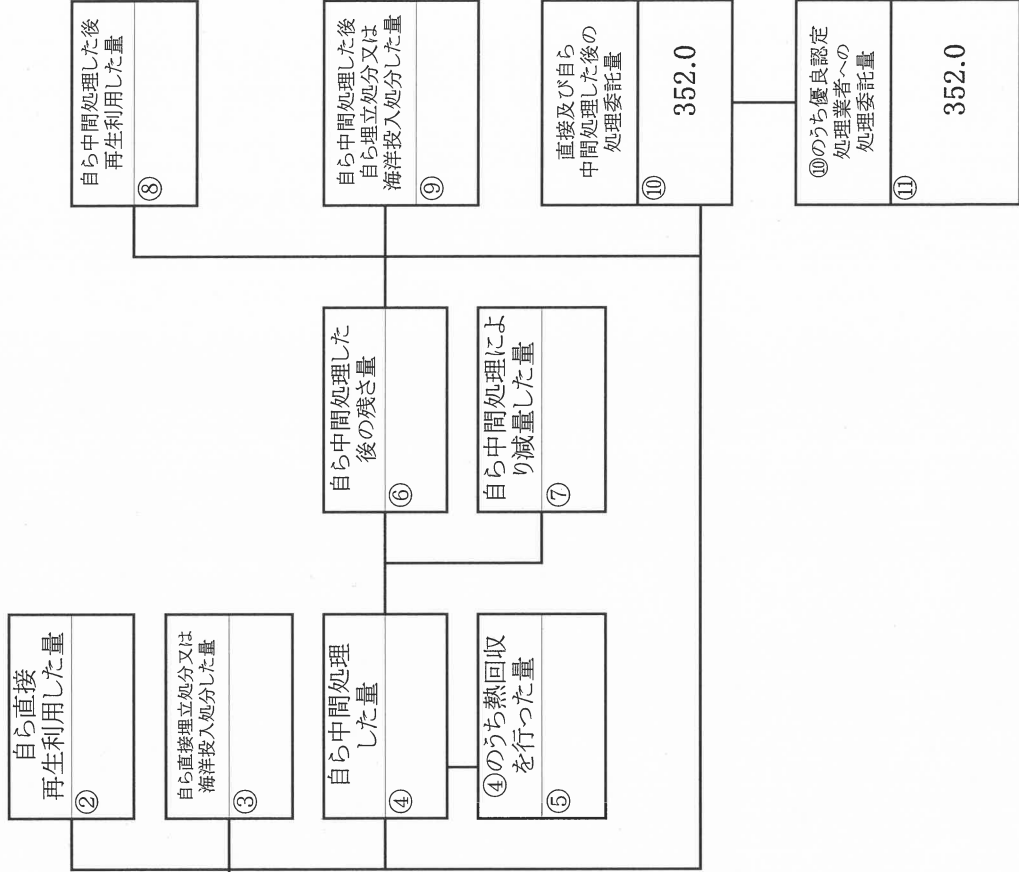 自ら直接
再生利用した量
②
自ら直接埋立処分又は
海洋投入処分した量
③
自ら中間処理
した量
④
④のうち熱回収
を行った量
⑤
自ら中間処理した
後の残さ量
⑥
自ら中間処理によ
り減量した量
⑦
自ら中間処理した後
再生利用した量
⑧
自ら中間処理した後
自ら埋立処分又は
海洋投入処分した量
⑨
直接及び自ら
中間処理した後の
処理委託量
⑩
352.0
⑩のうち優良認定
処理業者への
処理委託量
⑪
352.0